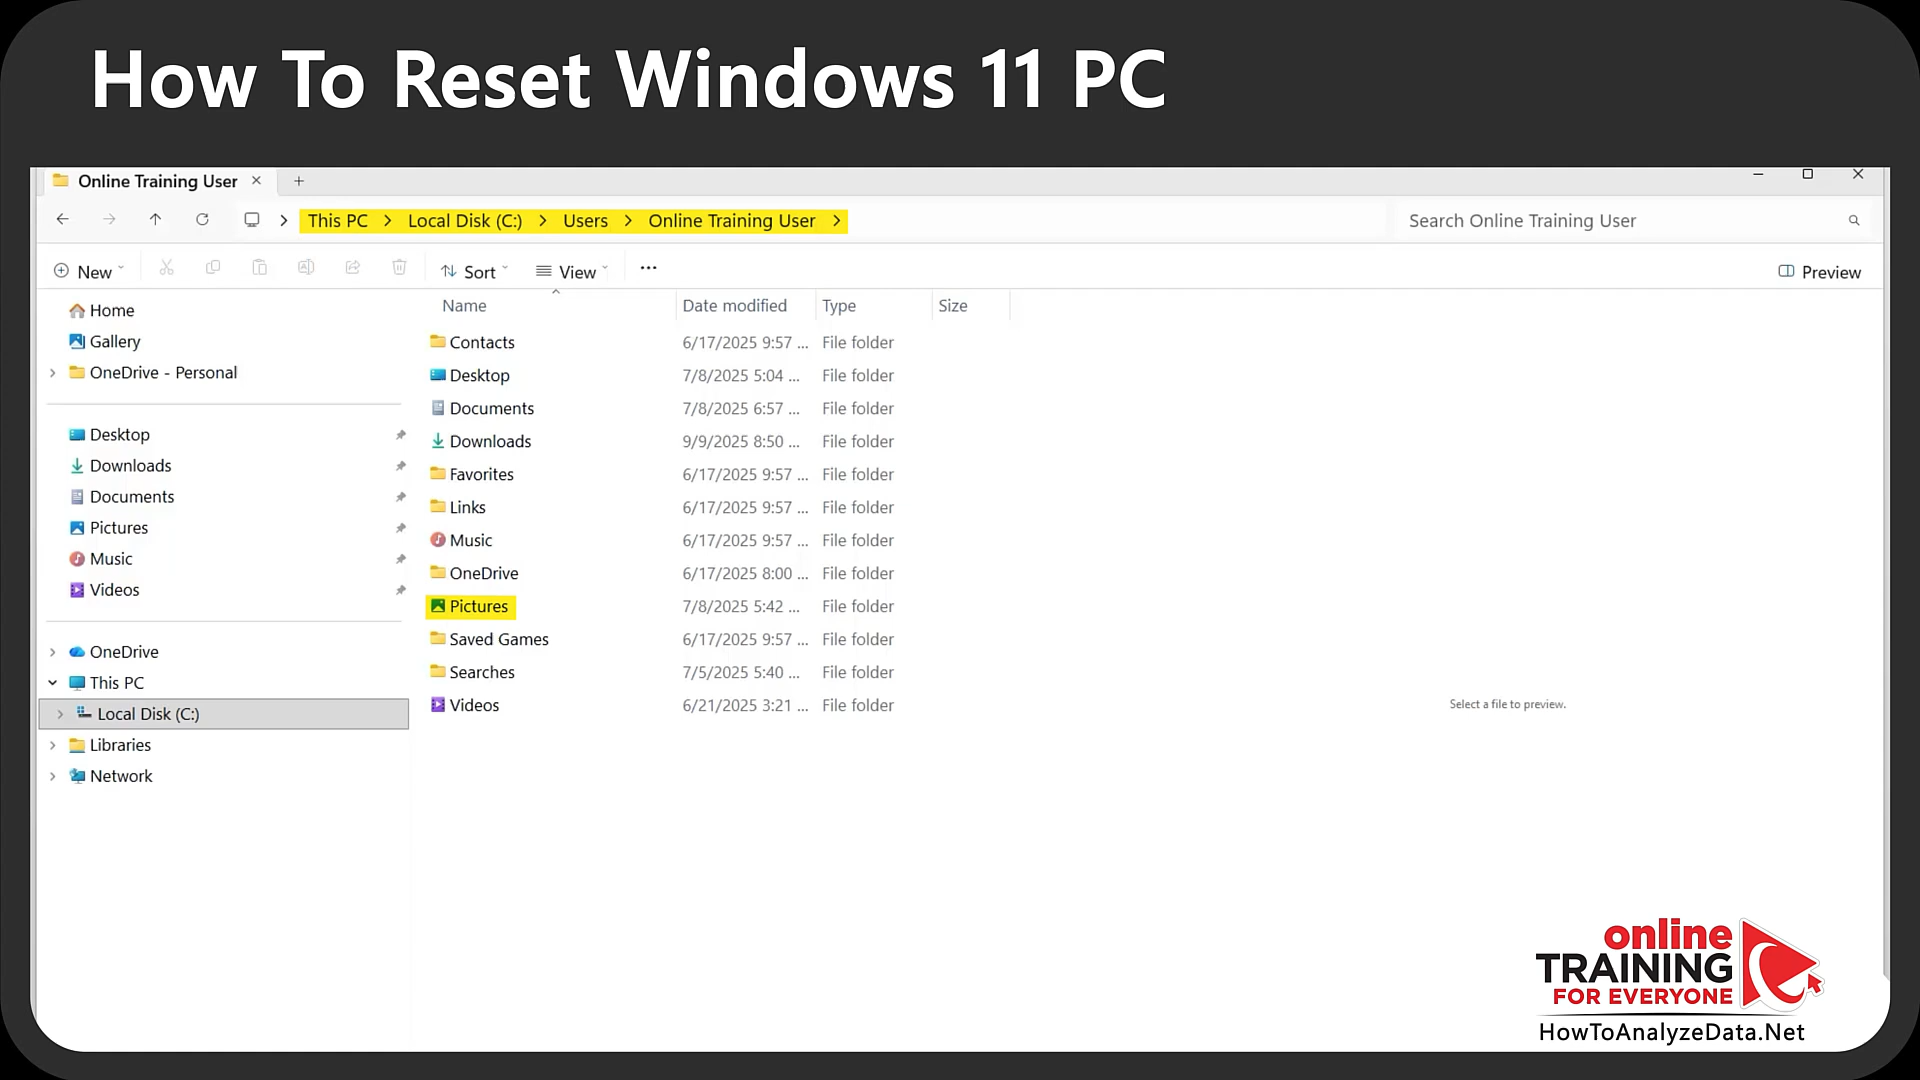 How To Reset Windows 11 PC
Online Training User
This PC > Local Disk (C:) > Users > Online Training User >
Search Online Training User
New
Sort
View
...
Preview
Home
Gallery
OneDrive - Personal
Desktop
Downloads
Documents
Pictures
Music
Videos
OneDrive
This PC
Local Disk (C:)
Libraries
Network
Name Date modified Type Size
Contacts 6/17/2025 9:57 ... File folder
Desktop 7/8/2025 5:04 ... File folder
Documents 7/8/2025 6:57 ... File folder
Downloads 9/9/2025 8:50 ... File folder
Favorites 6/17/2025 9:57 ... File folder
Links 6/17/2025 9:57 ... File folder
Music 6/17/2025 9:57 ... File folder
OneDrive 6/17/2025 8:00 ... File folder
Pictures 7/8/2025 5:42 ... File folder
Saved Games 6/17/2025 9:57 ... File folder
Searches 7/5/2025 5:40 ... File folder
Videos 6/21/2025 3:21 ... File folder
Select a file to preview.
online
TRAINING
FOR EVERYONE
HowToAnalyzeData.Net